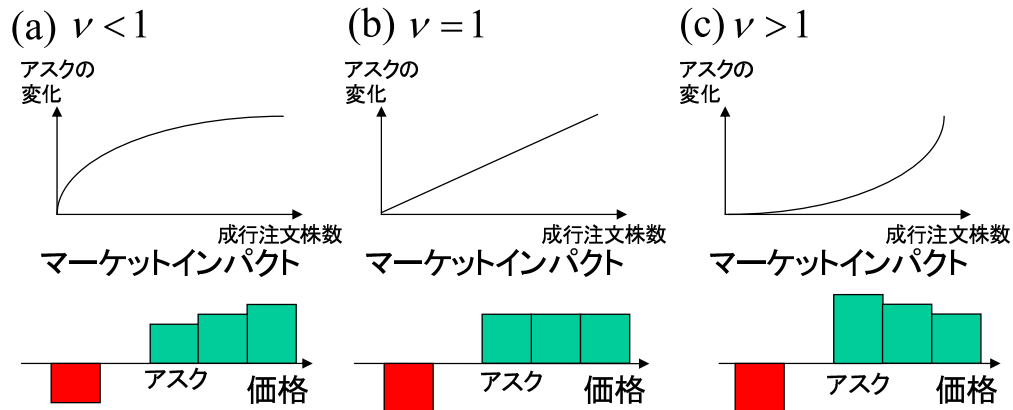 (a) ν < 1
アスクの
変化
成行注文株数
マーケットインパクト
アスク
価格
(b) ν = 1
アスクの
変化
成行注文株数
マーケットインパクト
アスク
価格
(c) ν > 1
アスクの
変化
成行注文株数
マーケットインパクト
アスク
価格